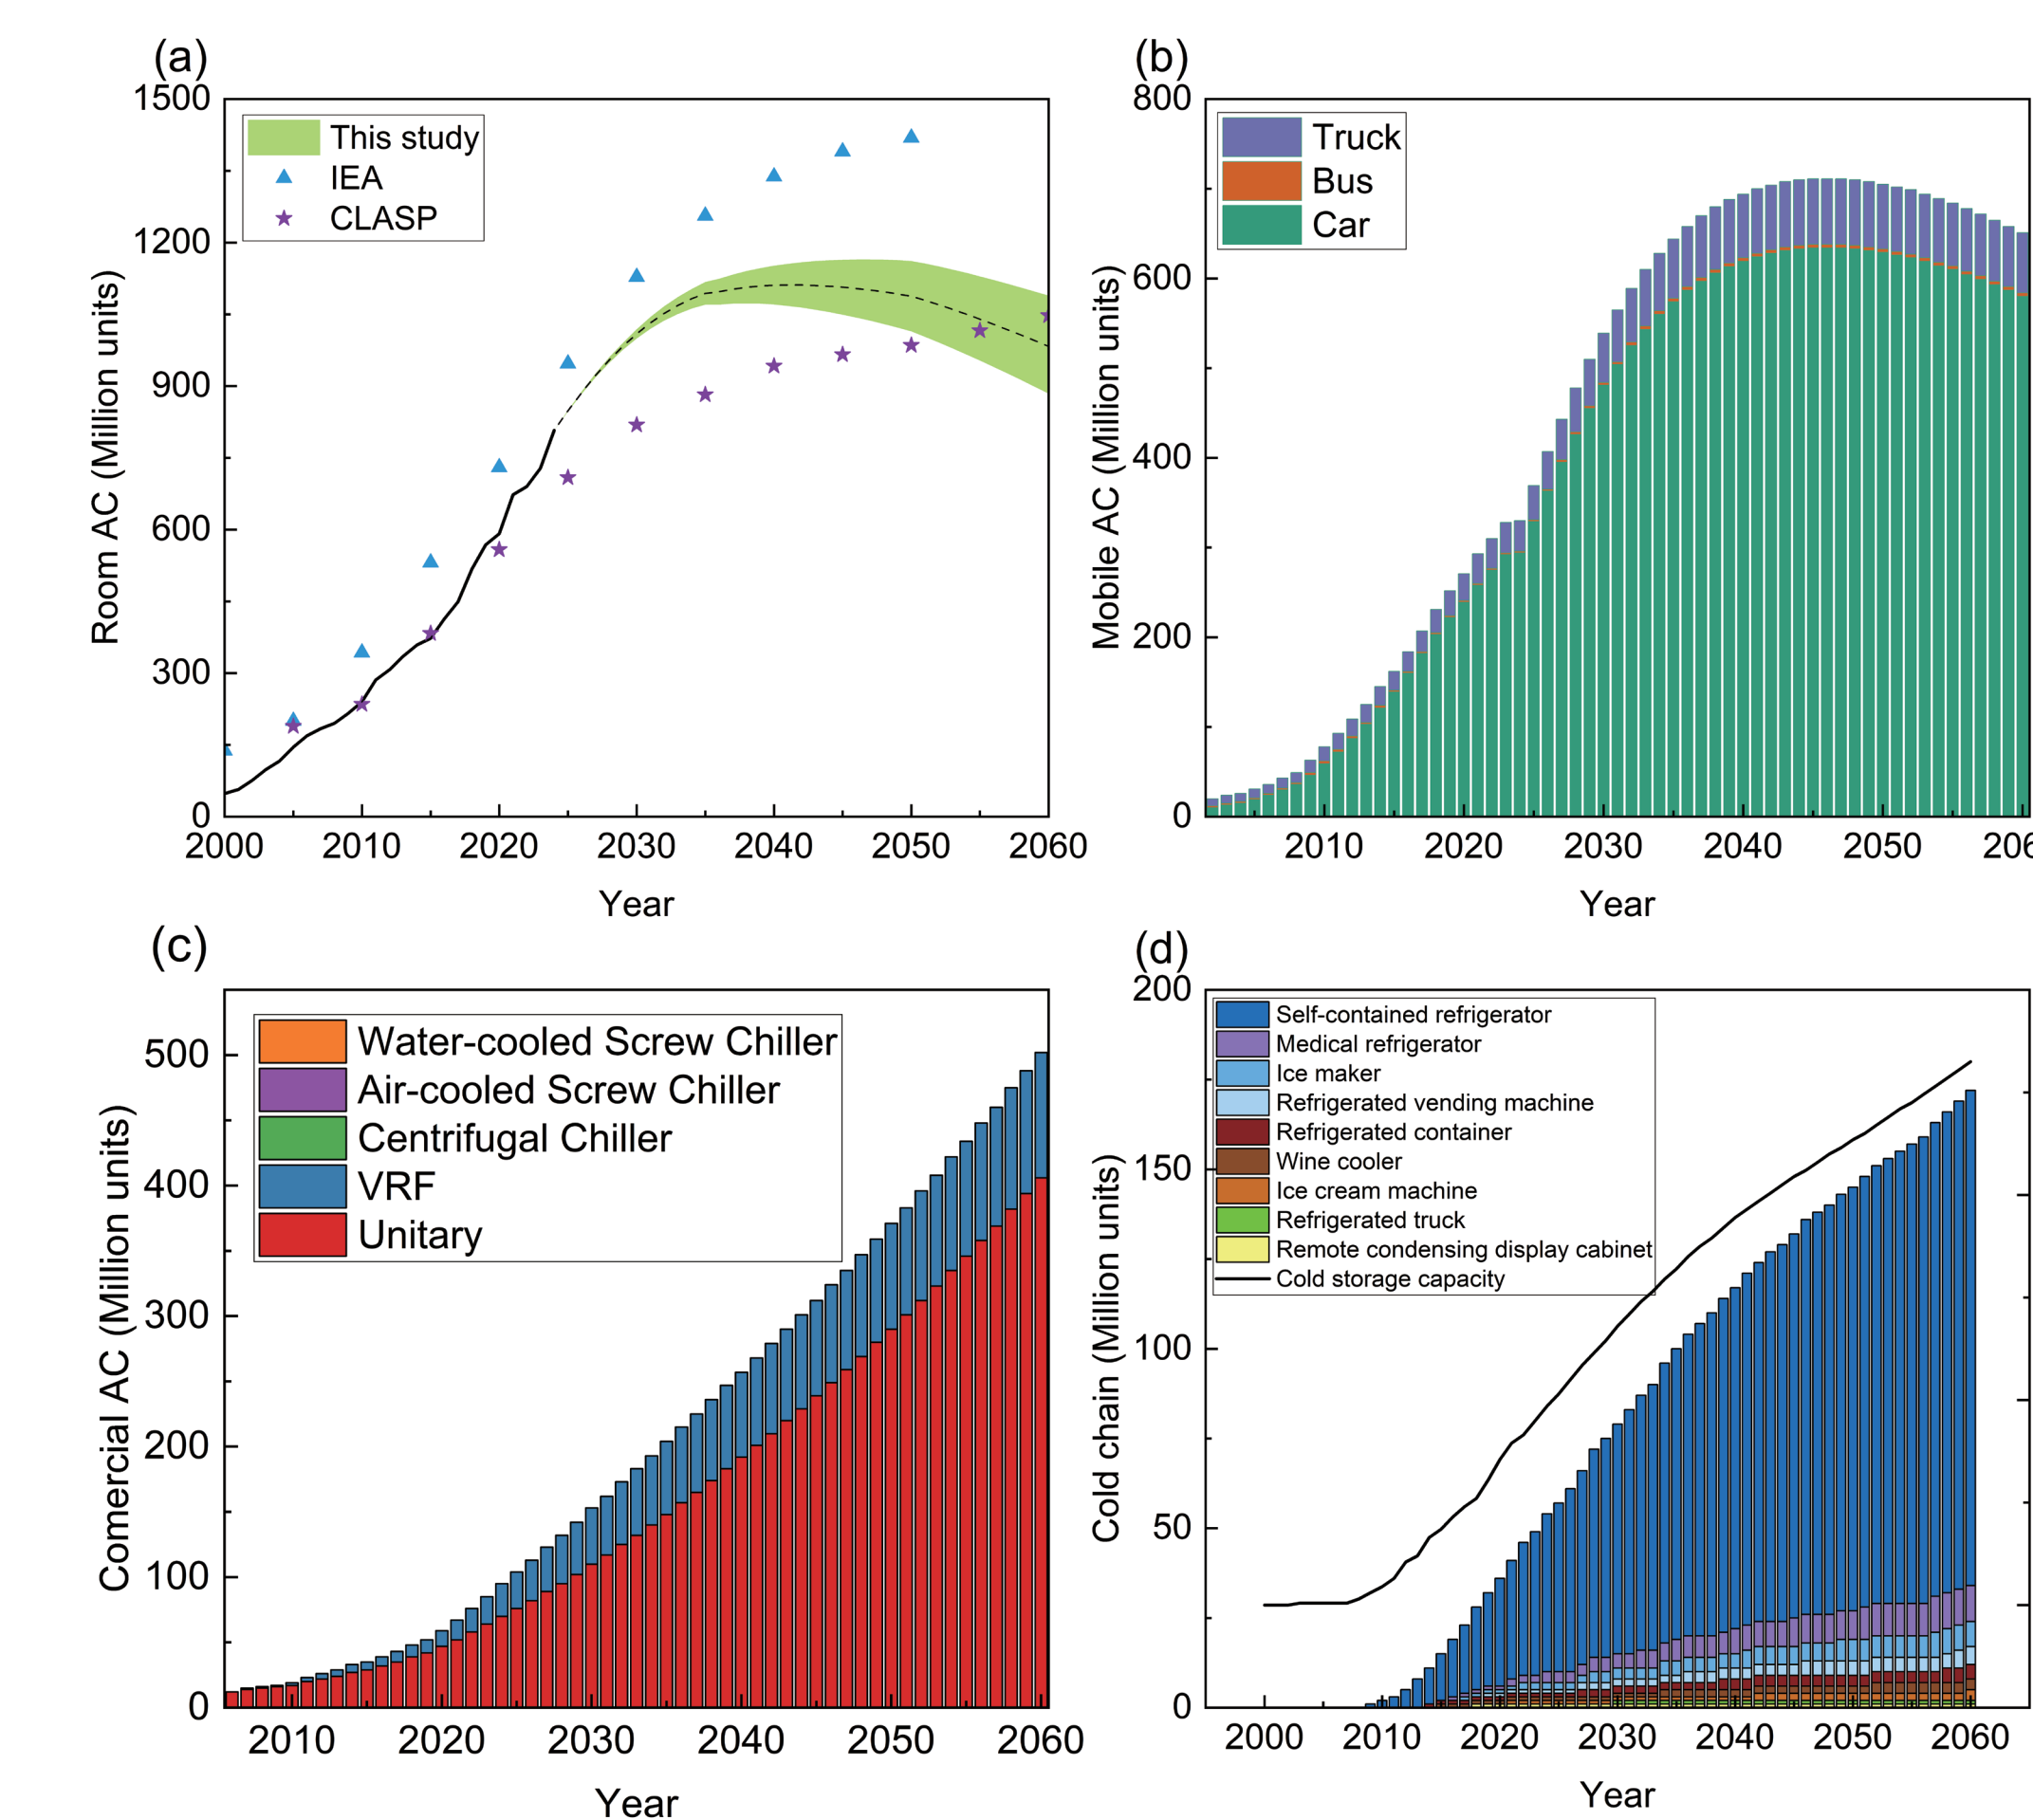 (a)
1500
1200
900
600
300
0
Room AC (Million units)
This study
IEA
CLASP
2000 2010 2020 2030 2040 2050 2060
Year
(b)
800
600
400
200
0
Mobile AC (Million units)
Truck
Bus
Car
2010 2020 2030 2040 2050 206
Year
(c)
500
400
300
200
100
0
Comercial AC (Million units)
Water-cooled Screw Chiller
Air-cooled Screw Chiller
Centrifugal Chiller
VRF
Unitary
2010 2020 2030 2040 2050 2060
Year
(d)
200
150
100
50
0
Cold chain (Million units)
Self-contained refrigerator
Medical refrigerator
Ice maker
Refrigerated vending machine
Refrigerated container
Wine cooler
Ice cream machine
Refrigerated truck
Remote condensing display cabinet
Cold storage capacity
2000 2010 2020 2030 2040 2050 2060
Year